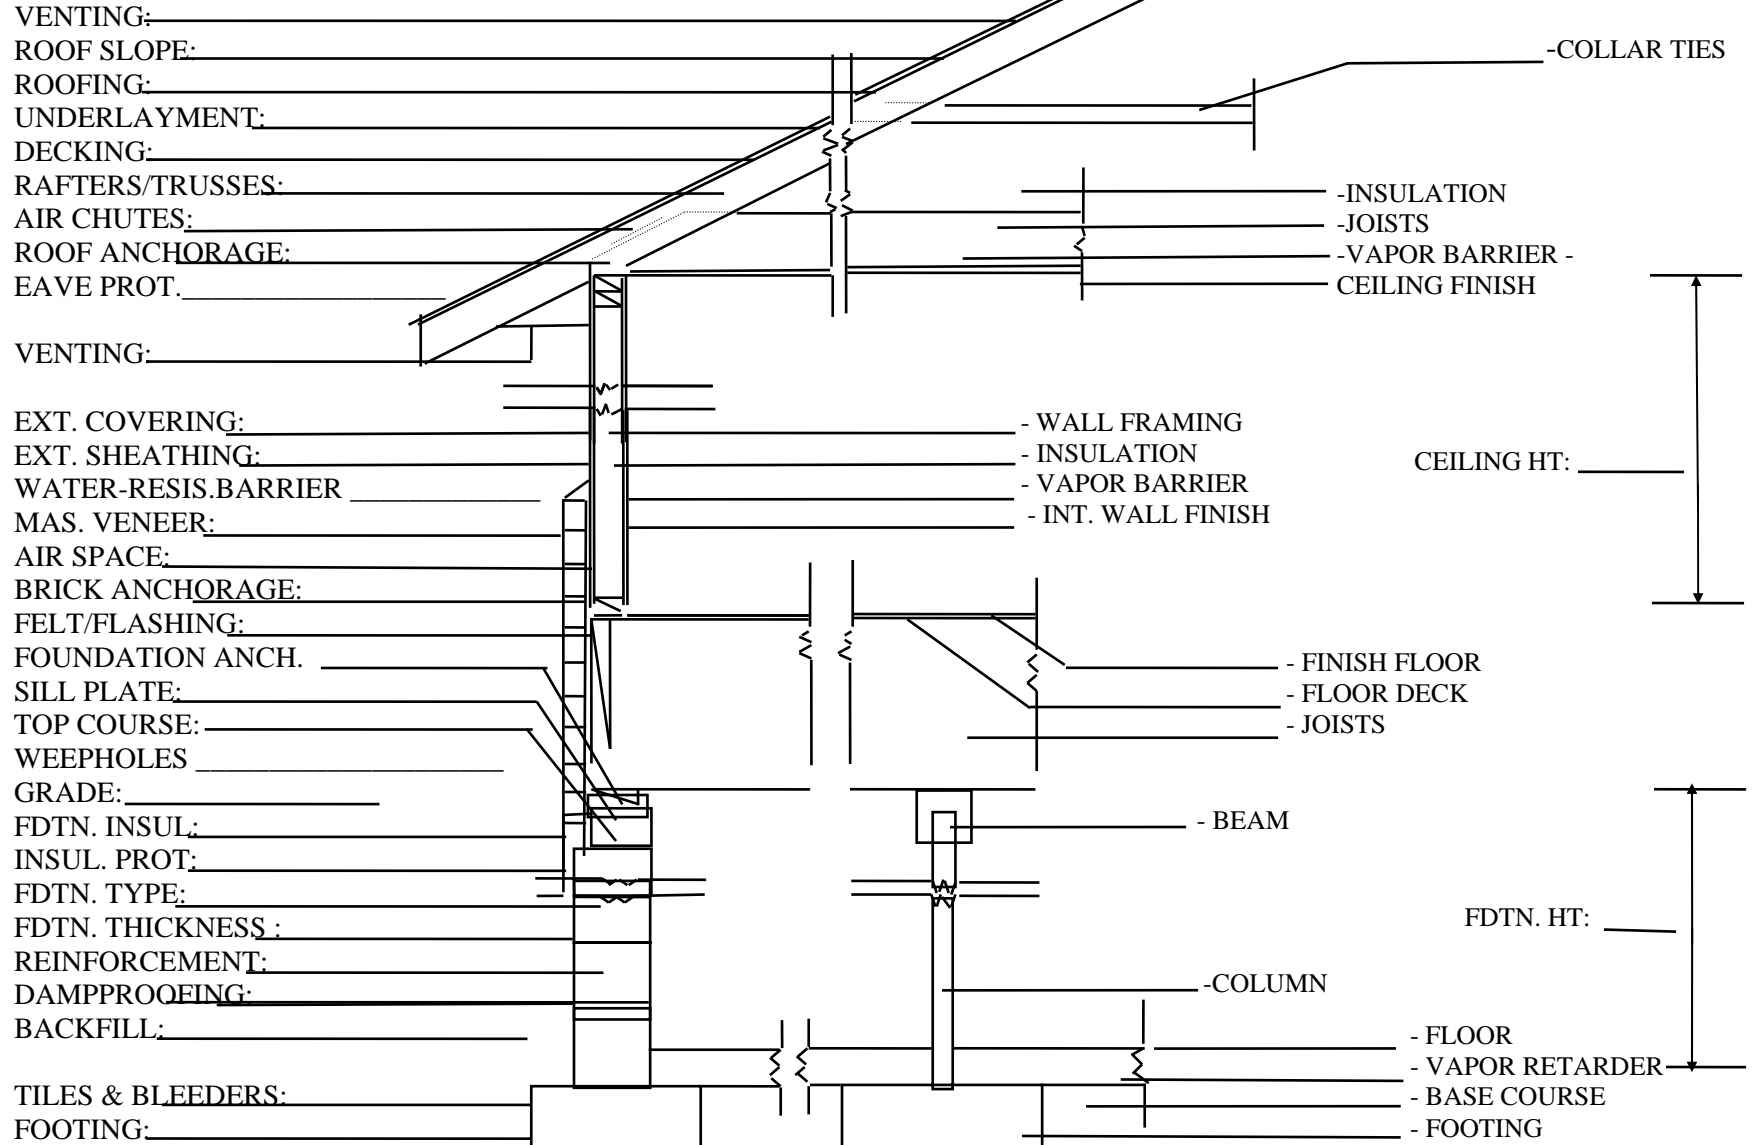 VENTING:
ROOF SLOPE:
-COLLAR TIES
ROOFING:
UNDERLAYMENT:
DECKING:
RAFTERS/TRUSSES:
-INSULATION
AIR CHUTES:
-JOISTS
ROOF ANCHORAGE:
-VAPOR BARRIER -
EAVE PROT.___________________
CEILING FINISH
VENTING:
EXT. COVERING:
- WALL FRAMING
EXT. SHEATHING:
- INSULATION
CEILING HT:
WATER-RESIS.BARRIER ______________
- VAPOR BARRIER
MAS. VENEER:
- INT. WALL FINISH
AIR SPACE:
BRICK ANCHORAGE:
FELT/FLASHING:
FOUNDATION ANCH.
- FINISH FLOOR
SILL PLATE:
- FLOOR DECK
TOP COURSE:
- JOISTS
WEEPHOLES ______________________
GRADE:
FDTN. INSUL:
- BEAM
INSUL. PROT:
FDTN. TYPE:
FDTN. THICKNESS :
FDTN. HT:
REINFORCEMENT:
DAMPPROOFING:
-COLUMN
BACKFILL:
- FLOOR
- VAPOR RETARDER
TILES & BLEEDERS:
- BASE COURSE
FOOTING:
- FOOTING